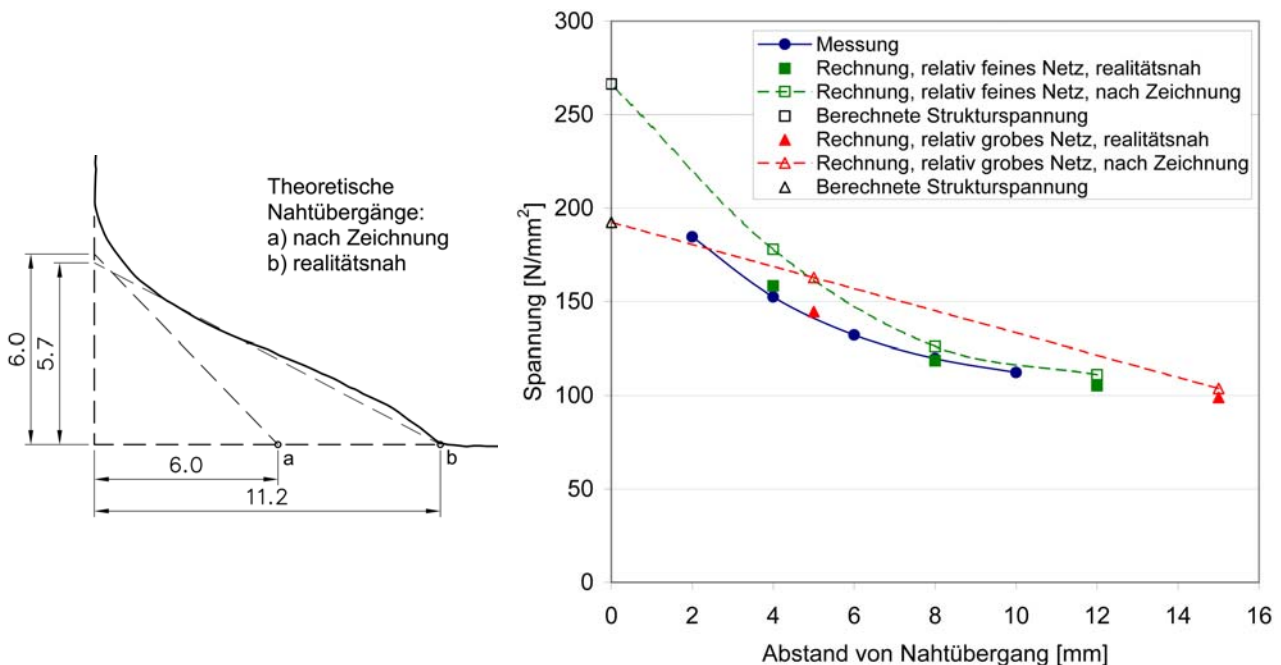 Theoretische
Nahtübergänge:
a) nach Zeichnung
b) realitätsnah
6.0
5.7
a
b
6.0
11.2
300
250
200
150
100
50
0
Spannung [N/mm²]
Messung
Rechnung, relativ feines Netz, realitätsnah
Rechnung, relativ feines Netz, nach Zeichnung
Berechnete Strukturspannung
Rechnung, relativ grobes Netz, realitätsnah
Rechnung, relativ grobes Netz, nach Zeichnung
Berechnete Strukturspannung
0 2 4 6 8 10 12 14 16
Abstand von Nahtübergang [mm]